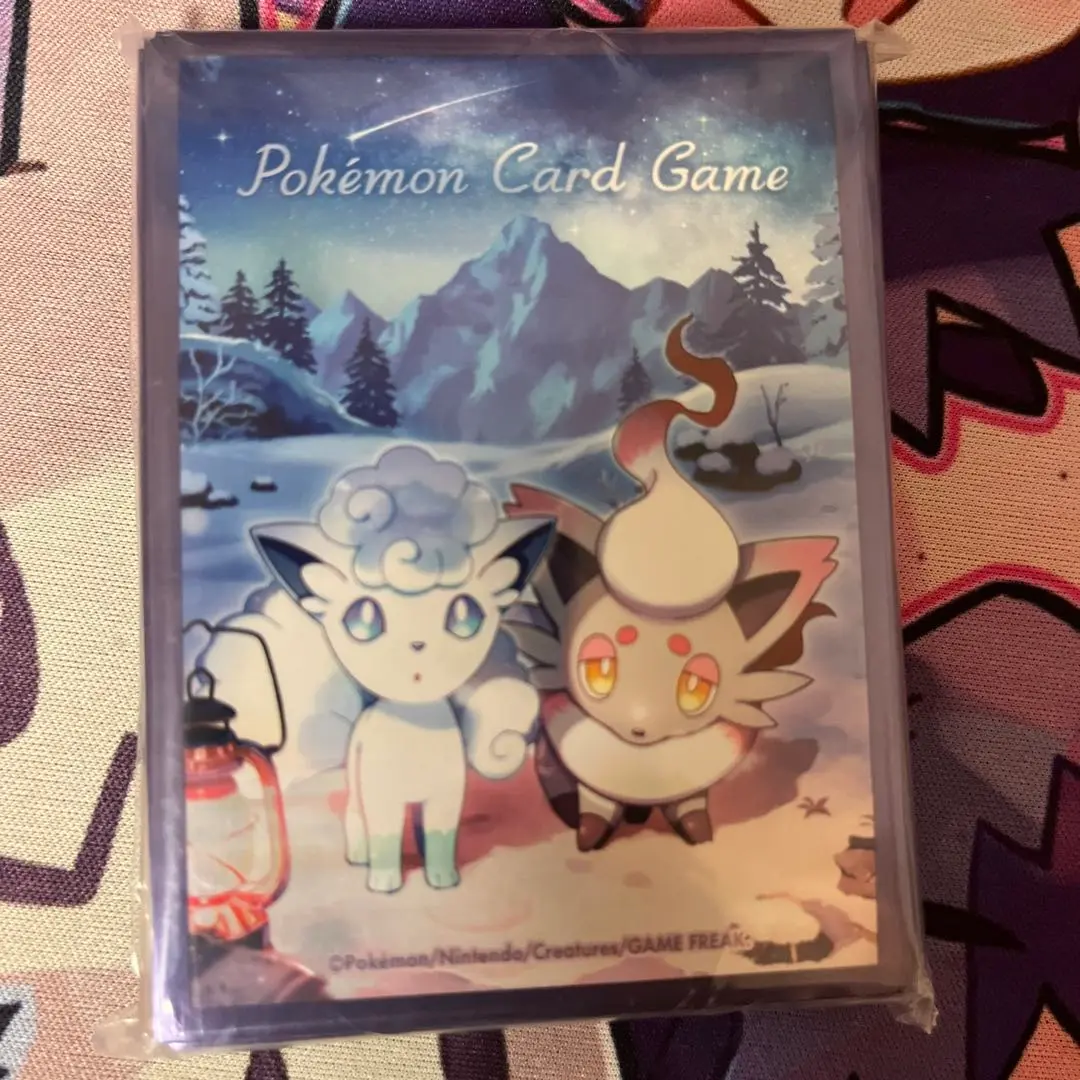 Pokémon Card Game
©Pokémon/Nintendo/Creatures/GAME FREAK.